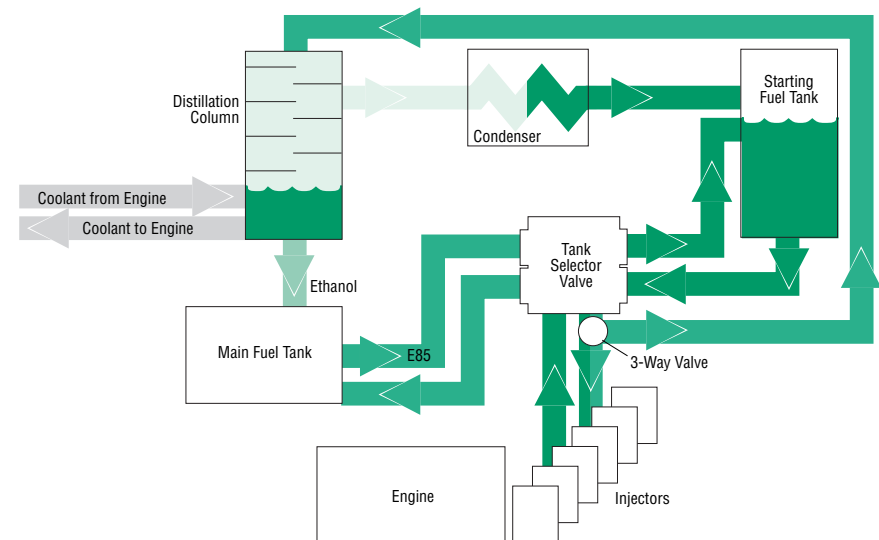 Distillation
Column
Condenser
Starting
Fuel Tank
Coolant from Engine
Coolant to Engine
Tank
Selector
Valve
Ethanol
Main Fuel Tank
E85
3-Way Valve
Engine
Injectors